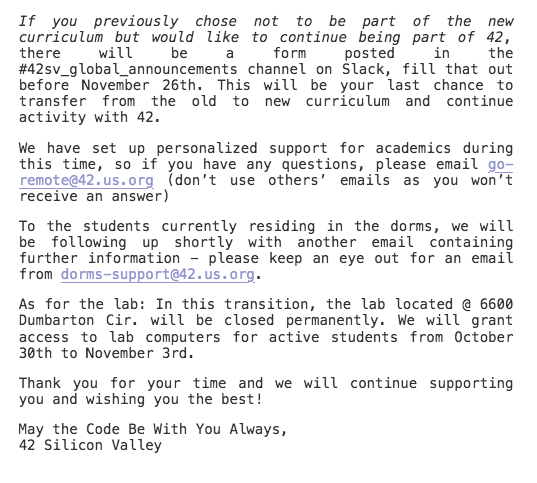 If you previously chose not to be part of the new
curriculum but would like to continue being part of 42,
there will be a form posted in the
#42sv_global_announcements channel on Slack, fill that out
before November 26th. This will be your last chance to
transfer from the old to new curriculum and continue
activity with 42.
We have set up personalized support for academics during
this time, so if you have any questions, please email go-
remote@42.us.org (don’t use others’ emails as you won’t
receive an answer)
To the students currently residing in the dorms, we will
be following up shortly with another email containing
further information – please keep an eye out for an email
from dorms-support@42.us.org.
As for the lab: In this transition, the lab located @ 6600
Dumbarton Cir. will be closed permanently. We will grant
access to lab computers for active students from October
30th to November 3rd.
Thank you for your time and we will continue supporting
you and wishing you the best!
May the Code Be With You Always,
42 Silicon Valley